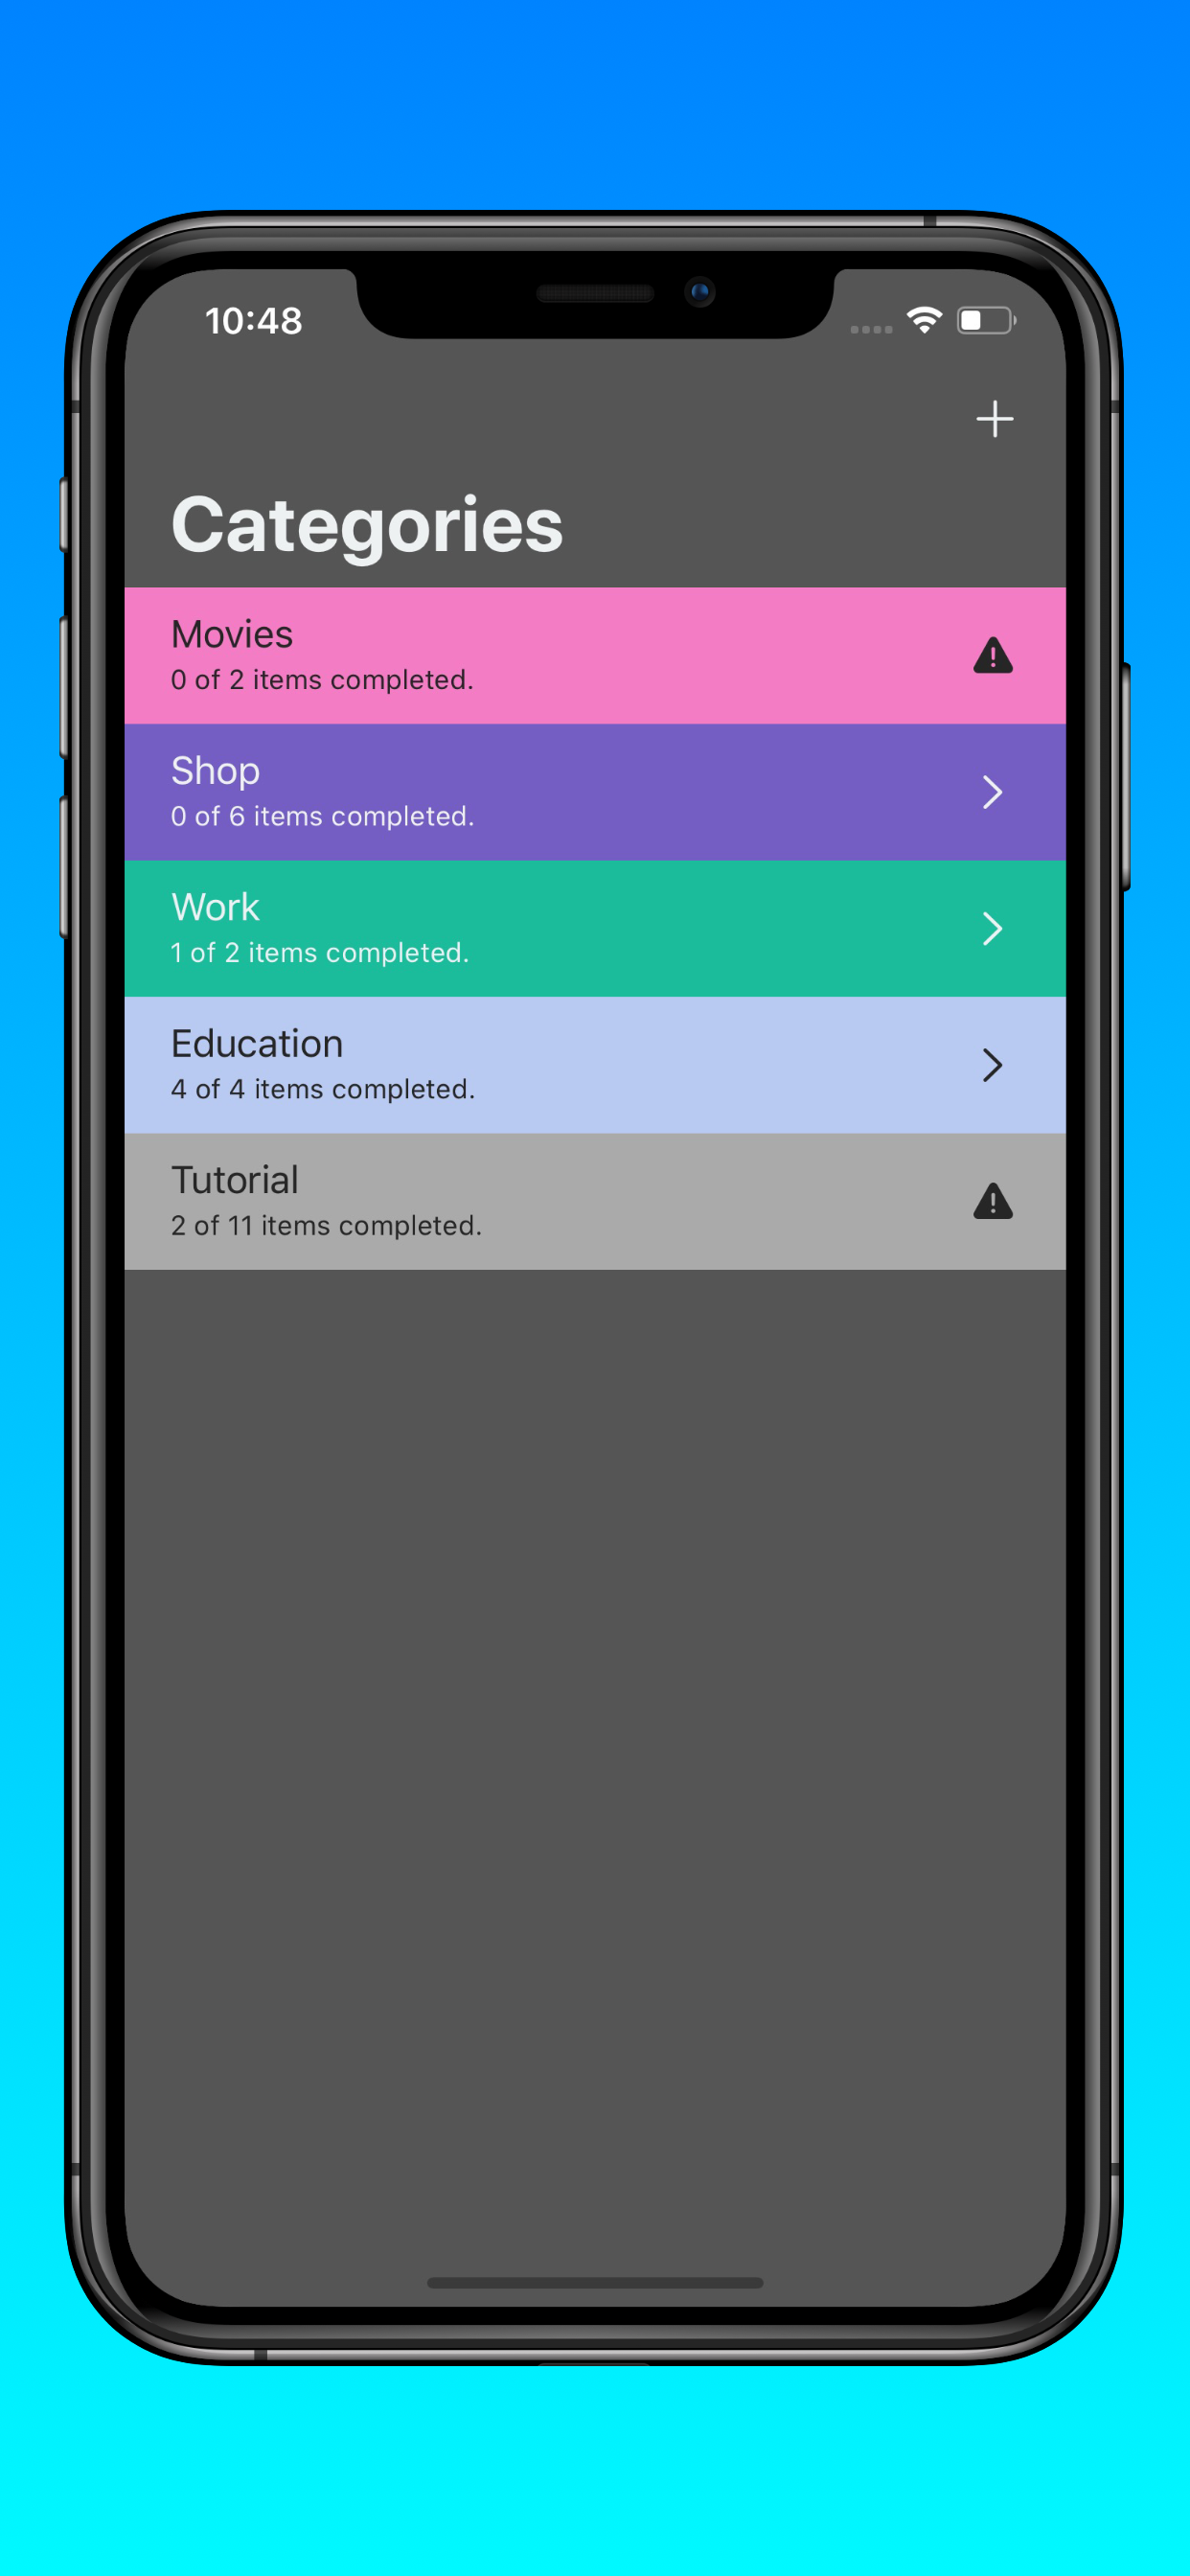 10:48
Categories
Movies
0 of 2 items completed.
Shop
0 of 6 items completed.
Work
1 of 2 items completed.
Education
4 of 4 items completed.
Tutorial
2 of 11 items completed.